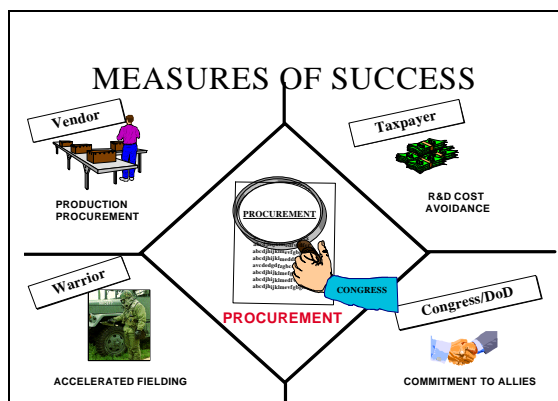 MEASURES OF SUCCESS
Vendor
PRODUCTION
PROCUREMENT
Taxpayer
R&D COST
AVOIDANCE
PROCUREMENT
CONGRESS
PROCUREMENT
Warrior
ACCELERATED FIELDING
Congress/DoD
COMMITMENT TO ALLIES